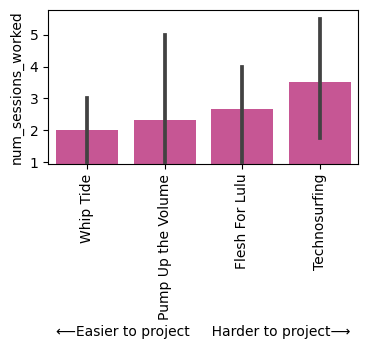 num_sessions_worked
5
4
3
2
1
Whip Tide
Pump Up the Volume
Flesh For Lulu
Technosurfing
⟵Easier to project     Harder to project⟶